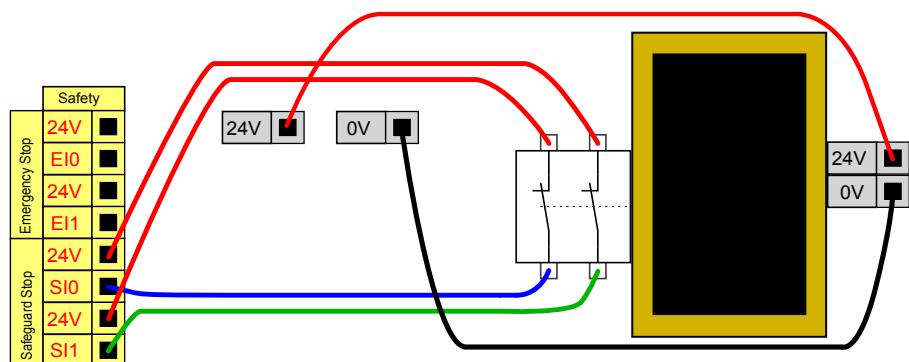 Safety
Emergency Stop
24V
EI0
24V
EI1
Safeguard Stop
24V
SI0
24V
SI1
24V
0V
24V
0V